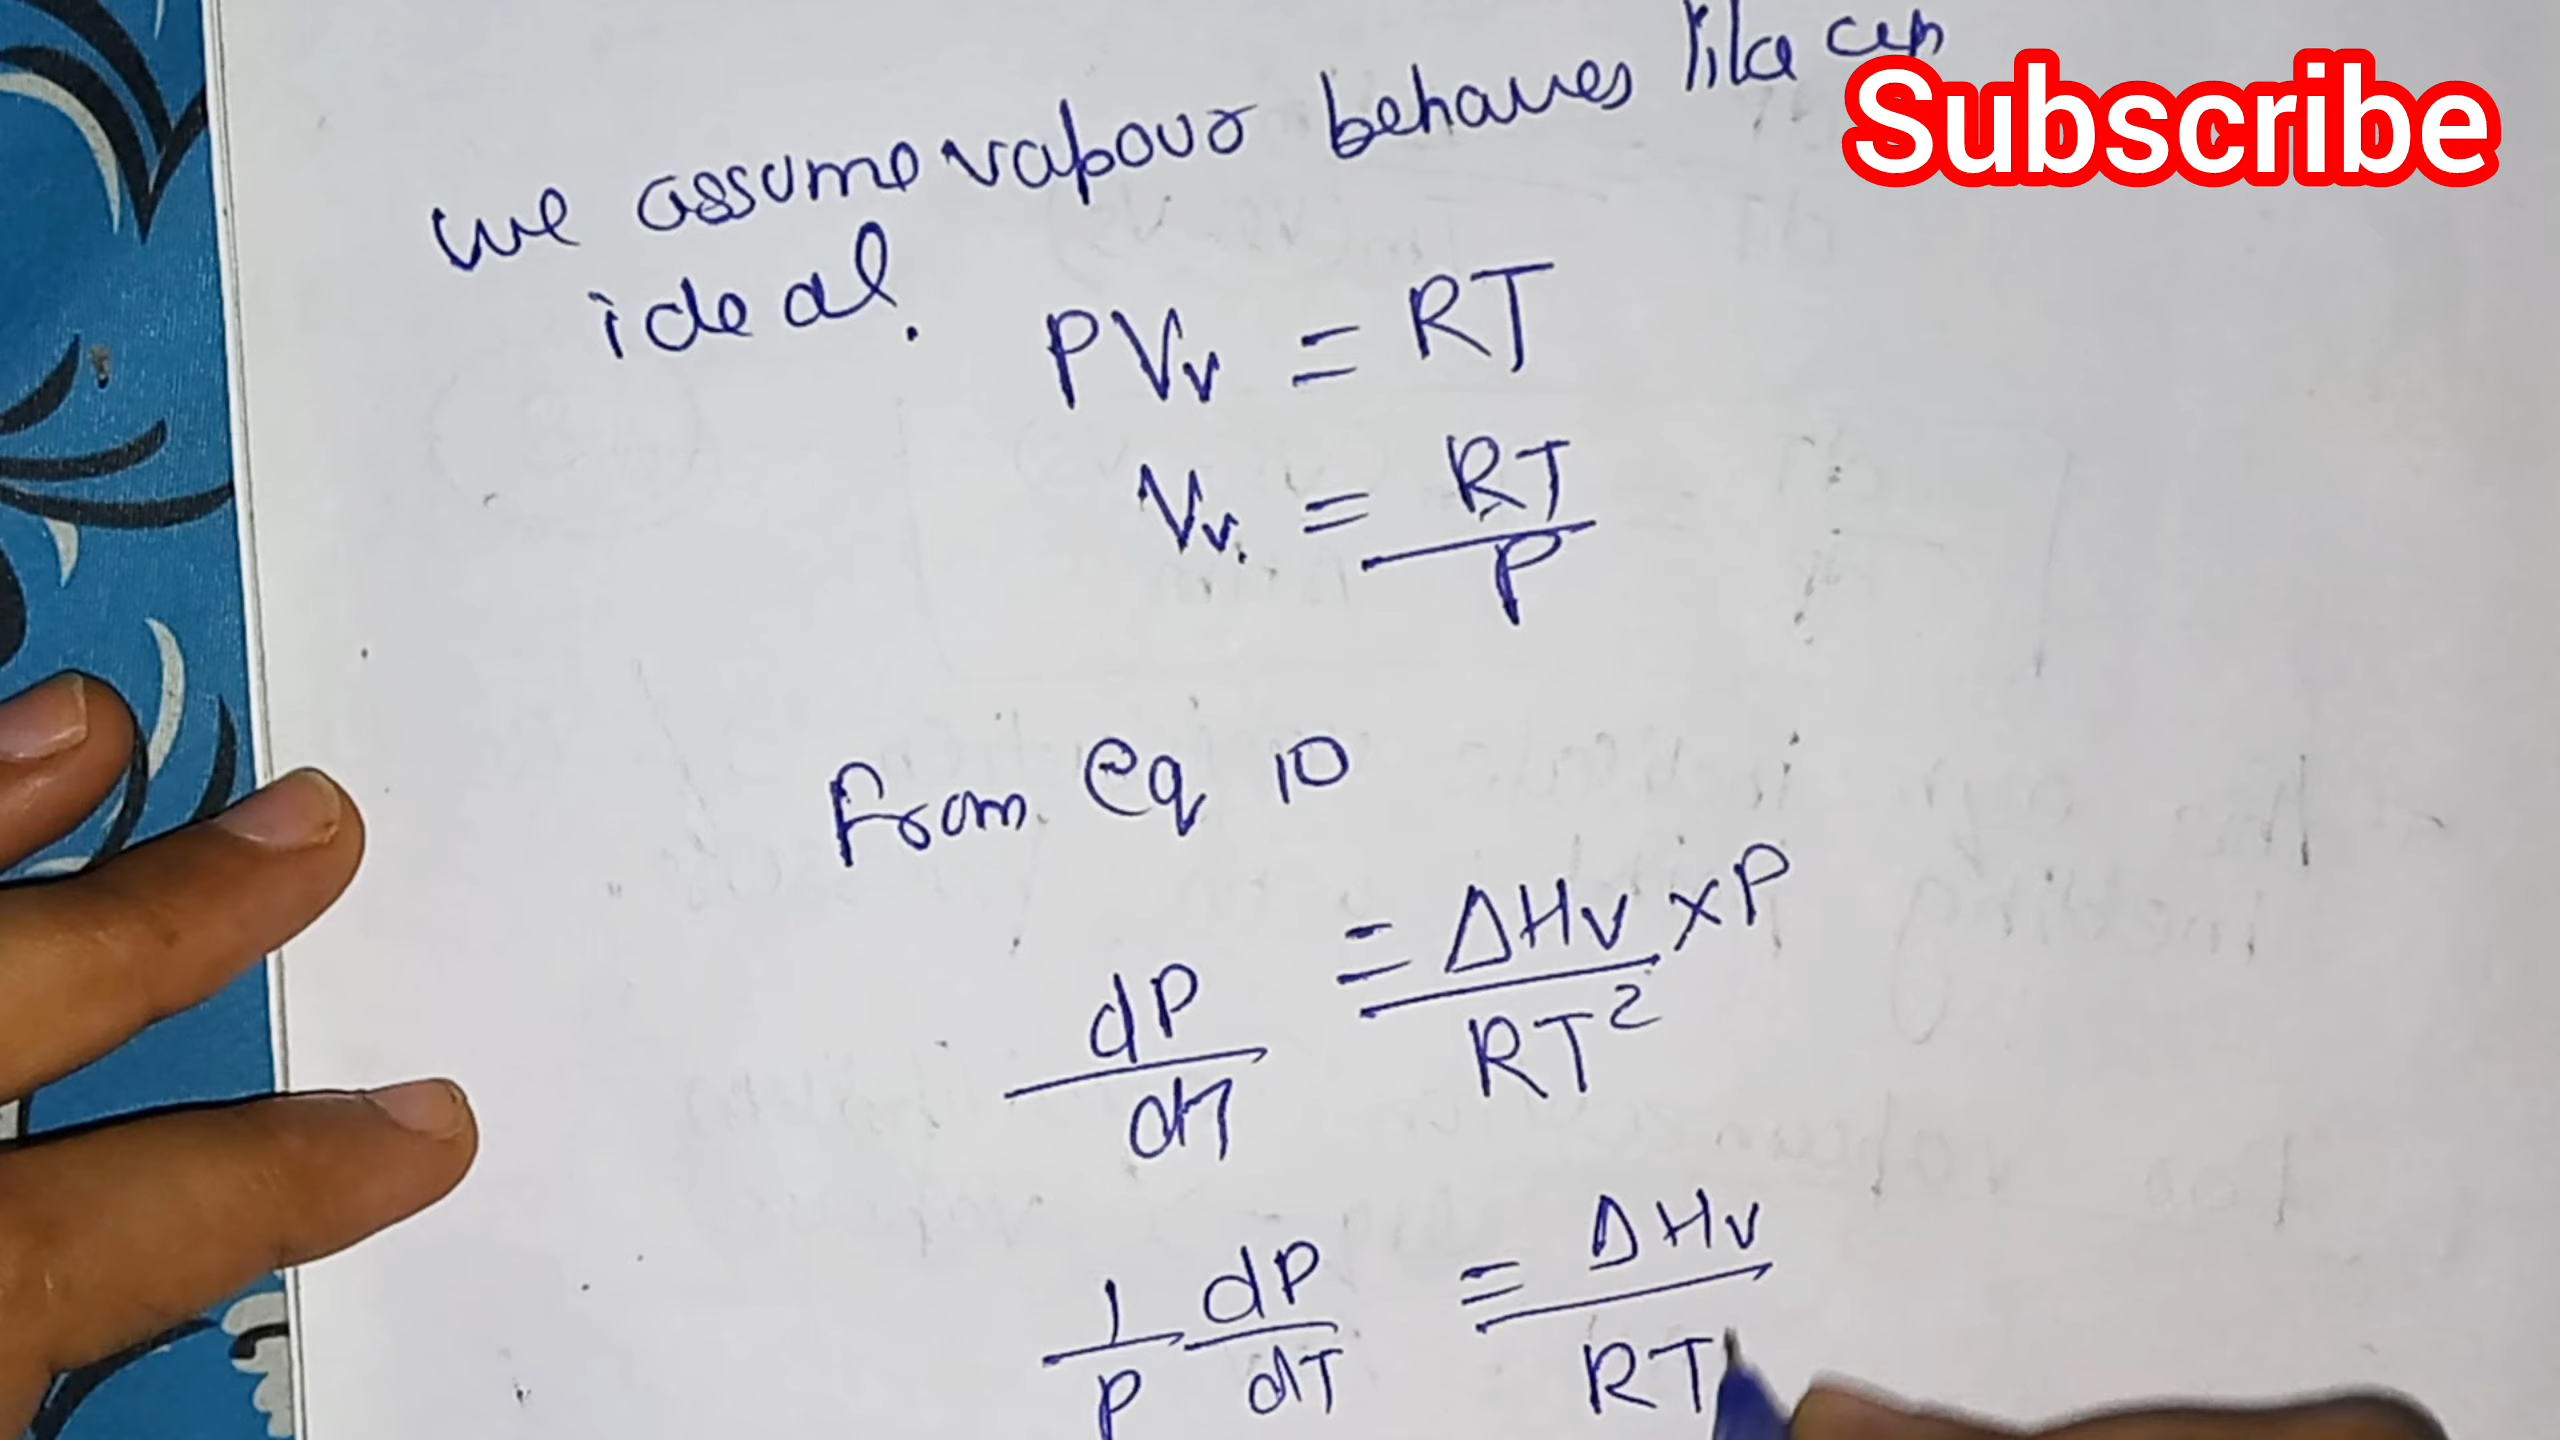 we assume vapour behaves like an
Subscribe
ideal.
PVv = RT
Vv. = RT/P
From Eq 10
dP/dT = ΔHv/RT² × P
1/P dP/dT = ΔHv/RT